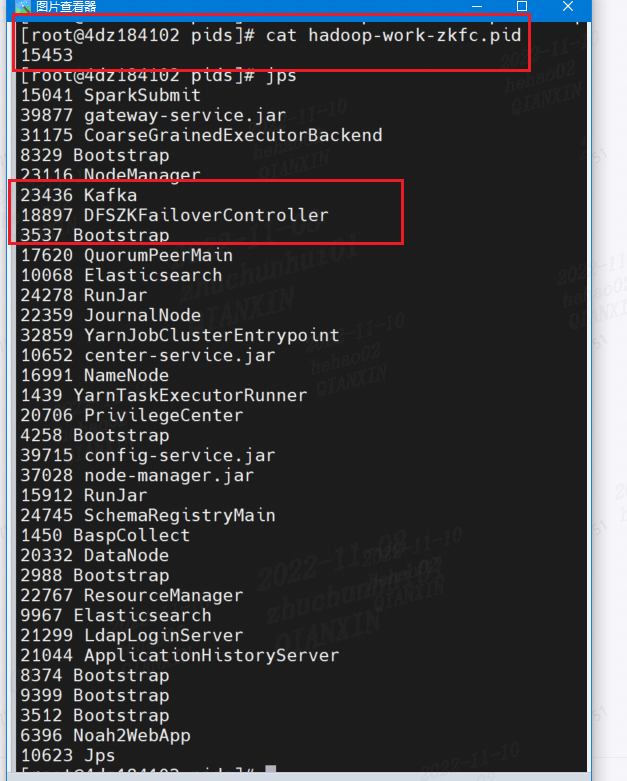 图片查看器
[root@4dz184102 pids]# cat hadoop-work-zkfc.pid
15453
[root@4dz184102 pids]# jps
15041 SparkSubmit
39877 gateway-service.jar
31175 CoarseGrainedExecutorBackend
8329 Bootstrap
23116 NodeManager
23436 Kafka
18897 DFSZKFailoverController
3537 Bootstrap
17620 QuorumPeerMain
10068 Elasticsearch
24278 RunJar
22359 JournalNode
32859 YarnJobClusterEntrypoint
10652 center-service.jar
16991 NameNode
1439 YarnTaskExecutorRunner
20706 PrivilegeCenter
4258 Bootstrap
39715 config-service.jar
37028 node-manager.jar
15912 RunJar
24745 SchemaRegistryMain
1450 BaspCollect
20332 DataNode
2988 Bootstrap
22767 ResourceManager
9967 Elasticsearch
21299 LdapLoginServer
21044 ApplicationHistoryServer
8374 Bootstrap
9399 Bootstrap
3512 Bootstrap
6396 Noah2WebApp
10623 Jps
[root@4dz184102 pids]#